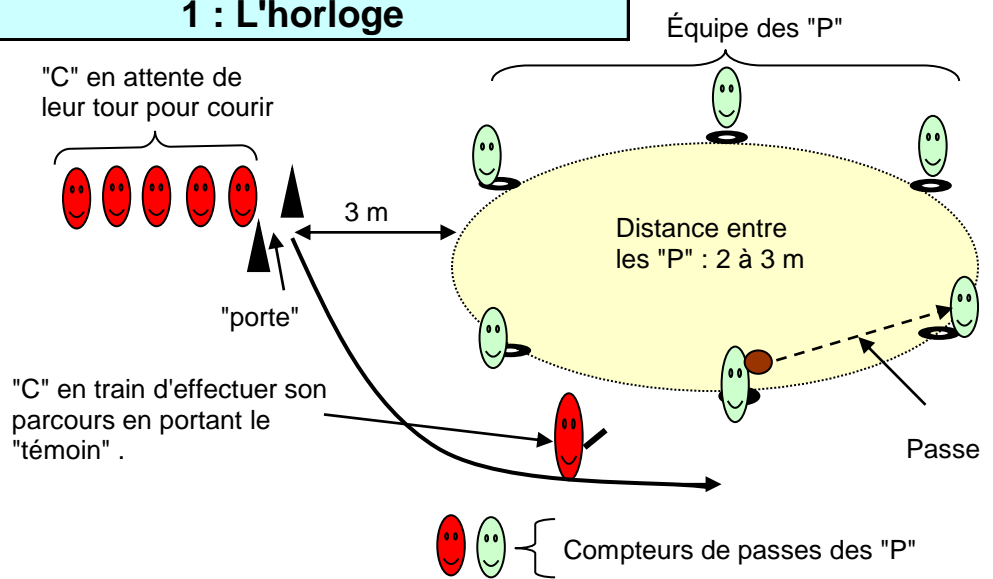 1 : L'horloge
Équipe des "P"
"C" en attente de
leur tour pour courir
3 m
Distance entre
les "P" : 2 à 3 m
"porte"
"C" en train d'effectuer son
parcours en portant le
"témoin" .
Passe
Compteurs de passes des "P"